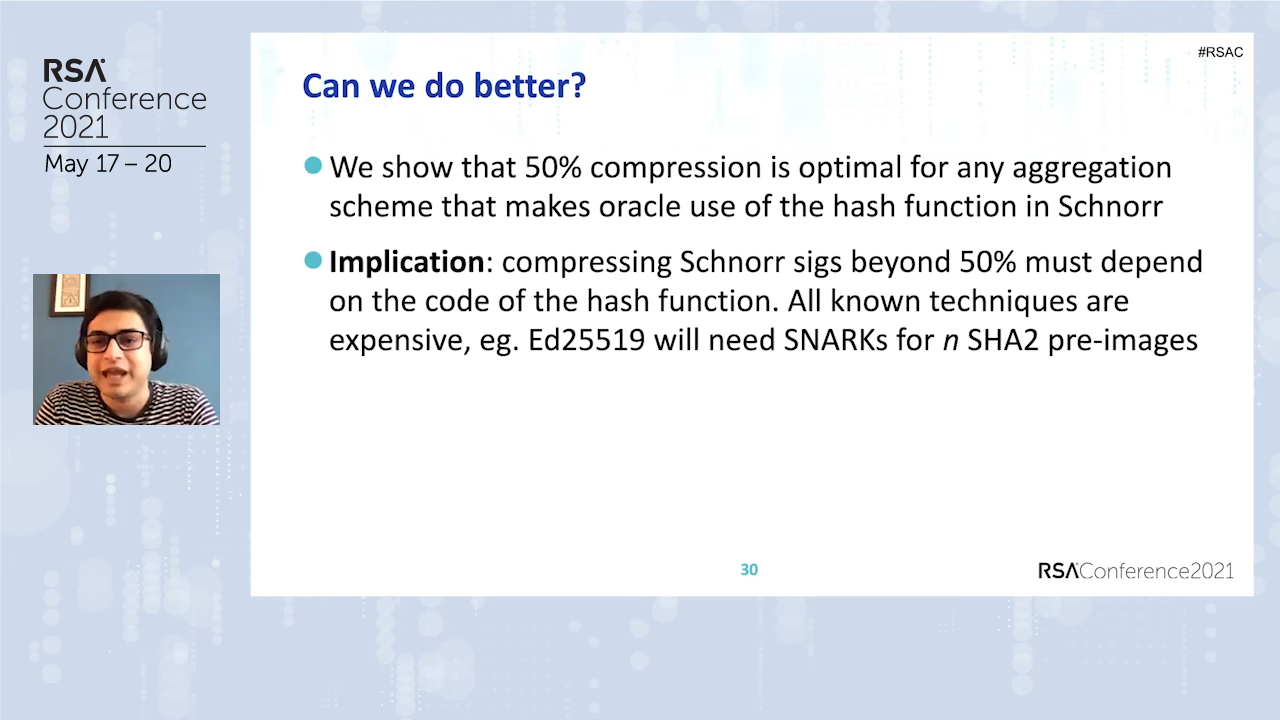 RSA
Conference
2021
May 17 – 20
#RSAC
Can we do better?
We show that 50% compression is optimal for any aggregation
scheme that makes oracle use of the hash function in Schnorr
Implication: compressing Schnorr sigs beyond 50% must depend
on the code of the hash function. All known techniques are
expensive, eg. Ed25519 will need SNARKs for n SHA2 pre-images
30
RSAConference2021